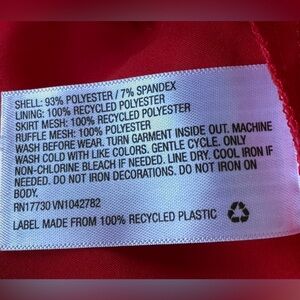 SHELL: 93% POLYESTER / 7% SPANDEX
LINING: 100% RECYCLED POLYESTER
SKIRT MESH: 100% RECYCLED POLYESTER
RUFFLE MESH: 100% POLYESTER
WASH BEFORE WEAR. TURN GARMENT INSIDE OUT. MACHINE
WASH COLD WITH LIKE COLORS. GENTLE CYCLE. ONLY
NON-CHLORINE BLEACH IF NEEDED. LINE DRY. COOL IRON IF
NEEDED. DO NOT IRON DECORATIONS. DO NOT IRON ON
BODY.
RN17730 VN1042782
LABEL MADE FROM 100% RECYCLED PLASTIC